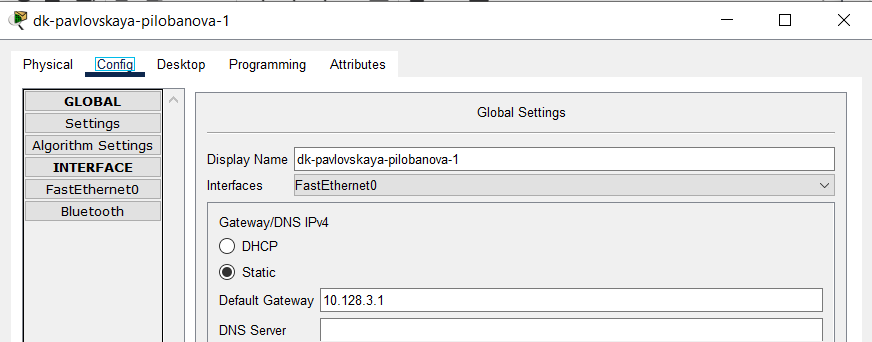 dk-pavlovskaya-pilobanova-1
Physical Config Desktop Programming Attributes
GLOBAL
Settings
Algorithm Settings
INTERFACE
FastEthernet0
Bluetooth
Global Settings
Display Name dk-pavlovskaya-pilobanova-1
Interfaces FastEthernet0
Gateway/DNS IPv4
DHCP
Static
Default Gateway 10.128.3.1
DNS Server